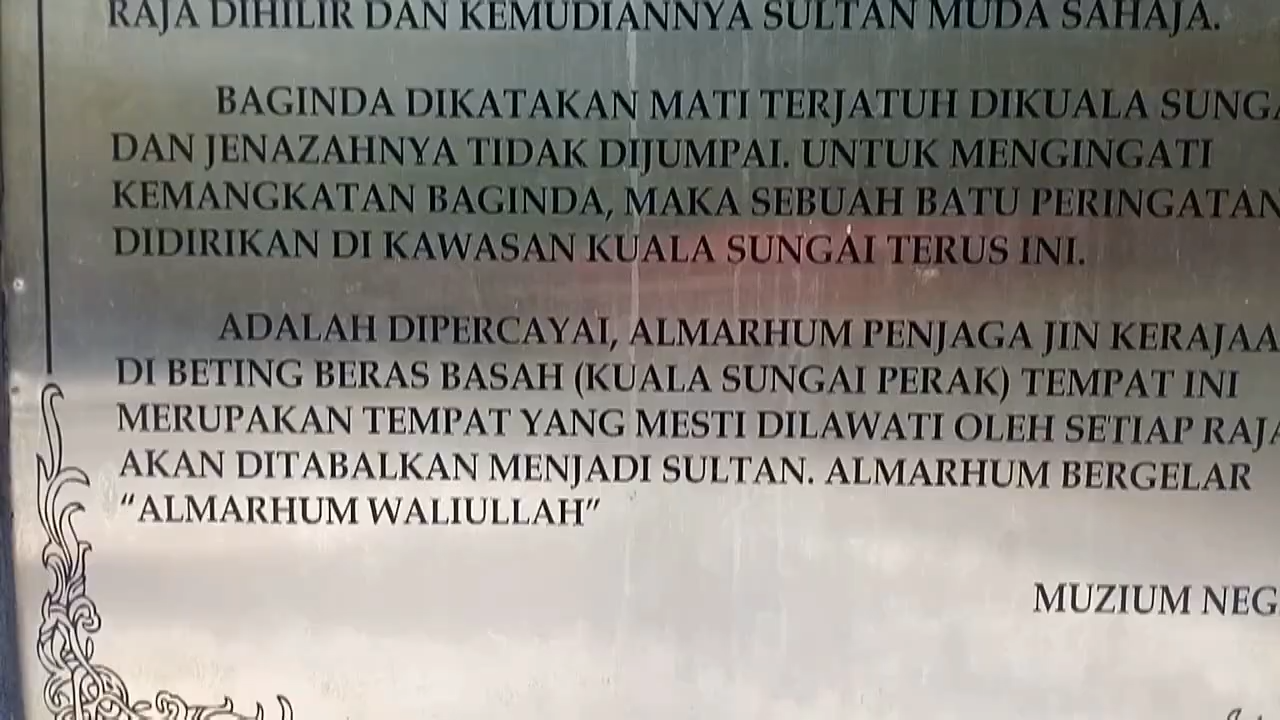 RAJA DIHILIR DAN KEMUDIANNYA SULTAN MUDA SAHAJA.
BAGINDA DIKATAKAN MATI TERJATUH DIKUALA
DAN JENAZAHNYA TIDAK DIJUMPAI. UNTUK MENGINGATI
KEMANGKATAN BAGINDA, MAKA SEBUAH BATU PERINGATAN
DIDIRIKAN DI KAWASAN KUALA SUNGAI TERUS INI.
ADALAH DIPERCAYAI, ALMARHUM PENJAGA JIN
DI BETING BERAS BASAH (KUALA SUNGAI PERAK) TEMPAT INI
MERUPAKAN TEMPAT YANG MESTI DILAWATI OLEH SETIAP RAJA
AKAN DITABALKAN MENJADI SULTAN. ALMARHUM BERGELAR
“ALMARHUM WALIULLAH”
MUZIUM